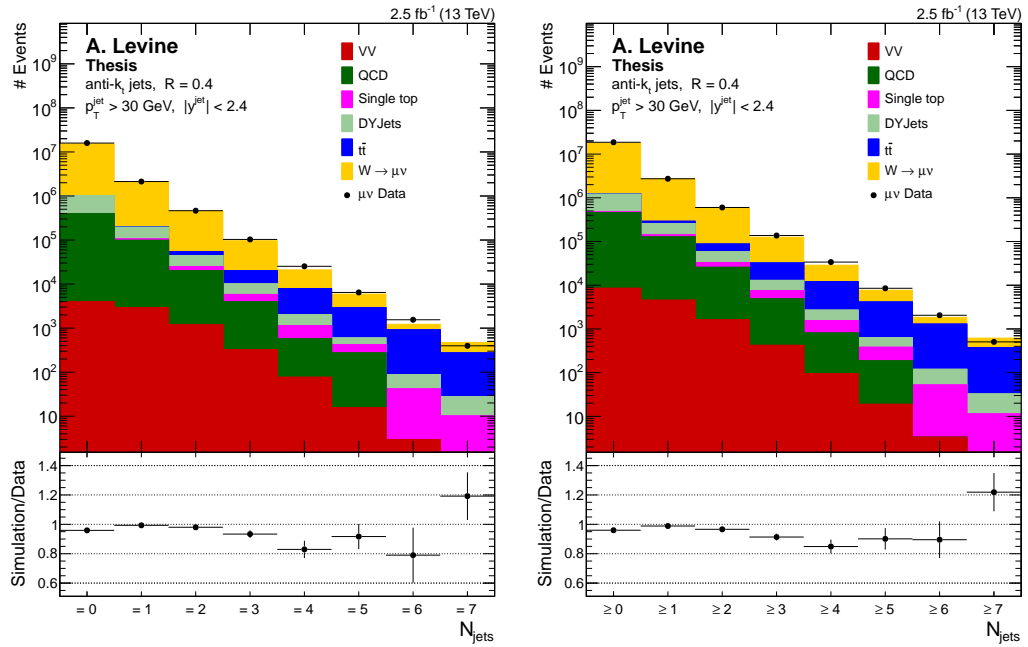 2.5 fb⁻¹ (13 TeV)
# Events
A. Levine
Thesis
anti-kₜ jets, R = 0.4
p_T^jet > 30 GeV, |y^jet| < 2.4
VV
QCD
Single top
DYJets
tt̄
W → μν
μν Data
10⁹
10⁸
10⁷
10⁶
10⁵
10⁴
10³
10²
10
Simulation/Data
1.4
1.2
1
0.8
0.6
= 0 = 1 = 2 = 3 = 4 = 5 = 6 = 7
N_jets
2.5 fb⁻¹ (13 TeV)
# Events
A. Levine
Thesis
anti-kₜ jets, R = 0.4
p_T^jet > 30 GeV, |y^jet| < 2.4
VV
QCD
Single top
DYJets
tt̄
W → μν
μν Data
10⁹
10⁸
10⁷
10⁶
10⁵
10⁴
10³
10²
10
Simulation/Data
1.4
1.2
1
0.8
0.6
≥ 0 ≥ 1 ≥ 2 ≥ 3 ≥ 4 ≥ 5 ≥ 6 ≥ 7
N_jets